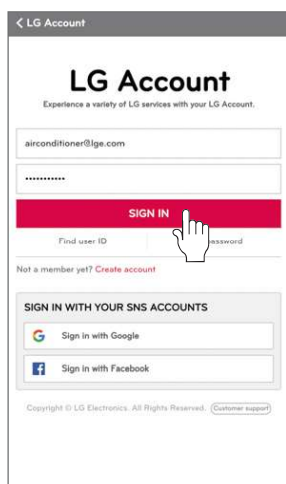 < LG Account
LG Account
Experience a variety of LG services with your LG Account.
airconditioner@lge.com
•••••••••••
SIGN IN
Find user ID
Not a member yet? Create account
SIGN IN WITH YOUR SNS ACCOUNTS
G Sign in with Google
f Sign in with Facebook
Copyright © LG Electronics. All Rights Reserved. Customer support